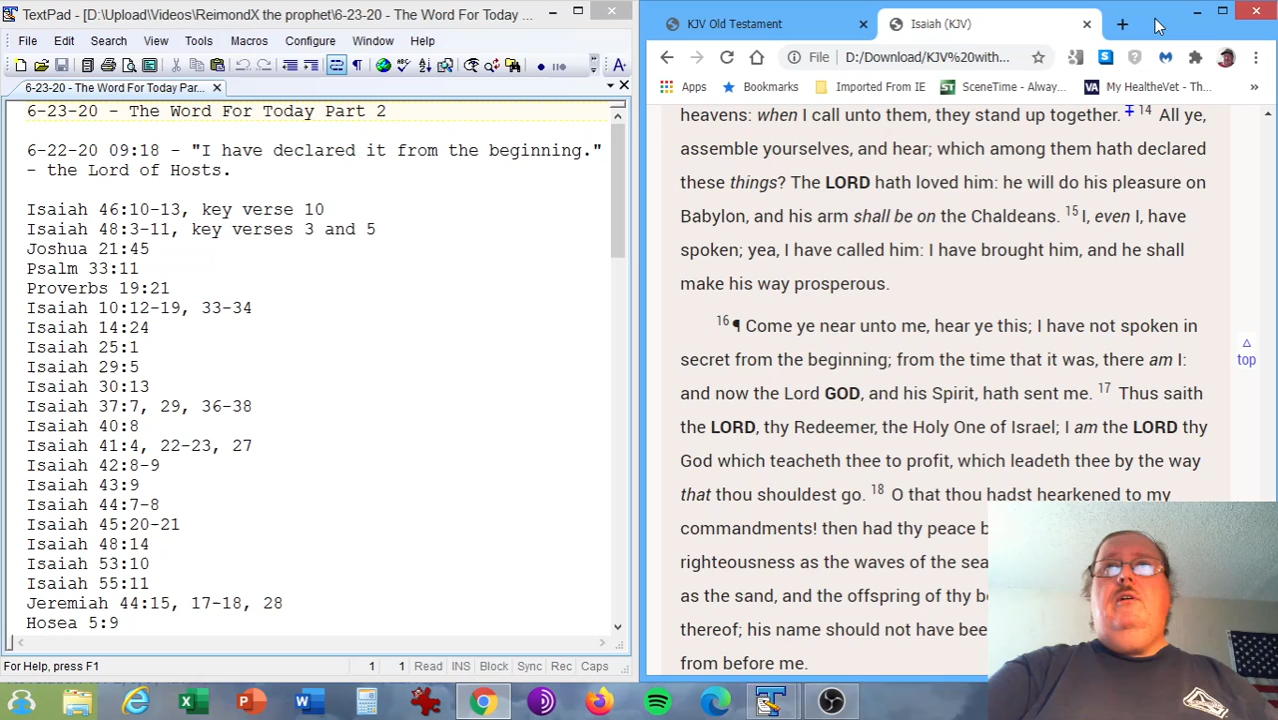 TextPad - [D:\Upload\Videos\ReimondX the prophet\6-23-20 - The Word For Today ...
File Edit Search View Tools Macros Configure Window Help
6-23-20 - The Word For Today Par...
6-23-20 - The Word For Today Part 2
6-22-20 09:18 - "I have declared it from the beginning."
- the Lord of Hosts.
Isaiah 46:10-13, key verse 10
Isaiah 48:3-11, key verses 3 and 5
Joshua 21:45
Psalm 33:11
Proverbs 19:21
Isaiah 10:12-19, 33-34
Isaiah 14:24
Isaiah 25:1
Isaiah 29:5
Isaiah 30:13
Isaiah 37:7, 29, 36-38
Isaiah 40:8
Isaiah 41:4, 22-23, 27
Isaiah 42:8-9
Isaiah 43:9
Isaiah 44:7-8
Isaiah 45:20-21
Isaiah 48:14
Isaiah 53:10
Isaiah 55:11
Jeremiah 44:15, 17-18, 28
Hosea 5:9
For Help, press F1
1 1 Read INS Block Sync Rec Caps
KJV Old Testament
Isaiah (KJV)
File D:/Download/KJV%20with...
Apps Bookmarks Imported From IE SceneTime - Alway... VA My HealtheVet - Th...
heavens: when I call unto them, they stand up together. 14 All ye,
assemble yourselves, and hear; which among them hath declared
these things? The LORD hath loved him: he will do his pleasure on
Babylon, and his arm shall be on the Chaldeans. 15 I, even I, have
spoken; yea, I have called him: I have brought him, and he shall
make his way prosperous.
16 ¶ Come ye near unto me, hear ye this; I have not spoken in
secret from the beginning; from the time that it was, there am I:
and now the Lord GOD, and his Spirit, hath sent me. 17 Thus saith
the LORD, thy Redeemer, the Holy One of Israel; I am the LORD thy
God which teacheth thee to profit, which leadeth thee by the way
that thou shouldest go. 18 O that thou hadst hearkened to my
commandments! then had thy peace b
righteousness as the waves of the sea
as the sand, and the offspring of thy b
thereof; his name should not have bee
from before me.
△
top